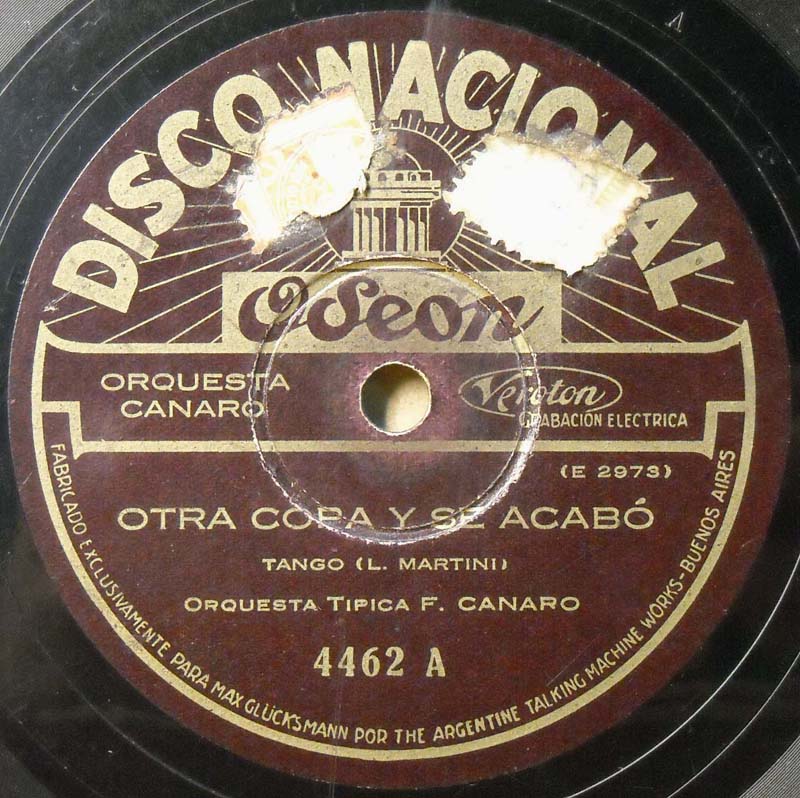 DISCO NACIONAL
Odeon
ORQUESTA
CANARO
Veroton
GRABACIÓN ELECTRICA
(E 2973)
OTRA COPA Y SE ACABÓ
TANGO (L. MARTINI)
ORQUESTA TIPICA F. CANARO
4462 A
FABRICADO EXCLUSIVAMENTE PARA MAX GLÜCKSMANN POR THE ARGENTINE TALKING MACHINE WORKS-BUENOS AIRES
A